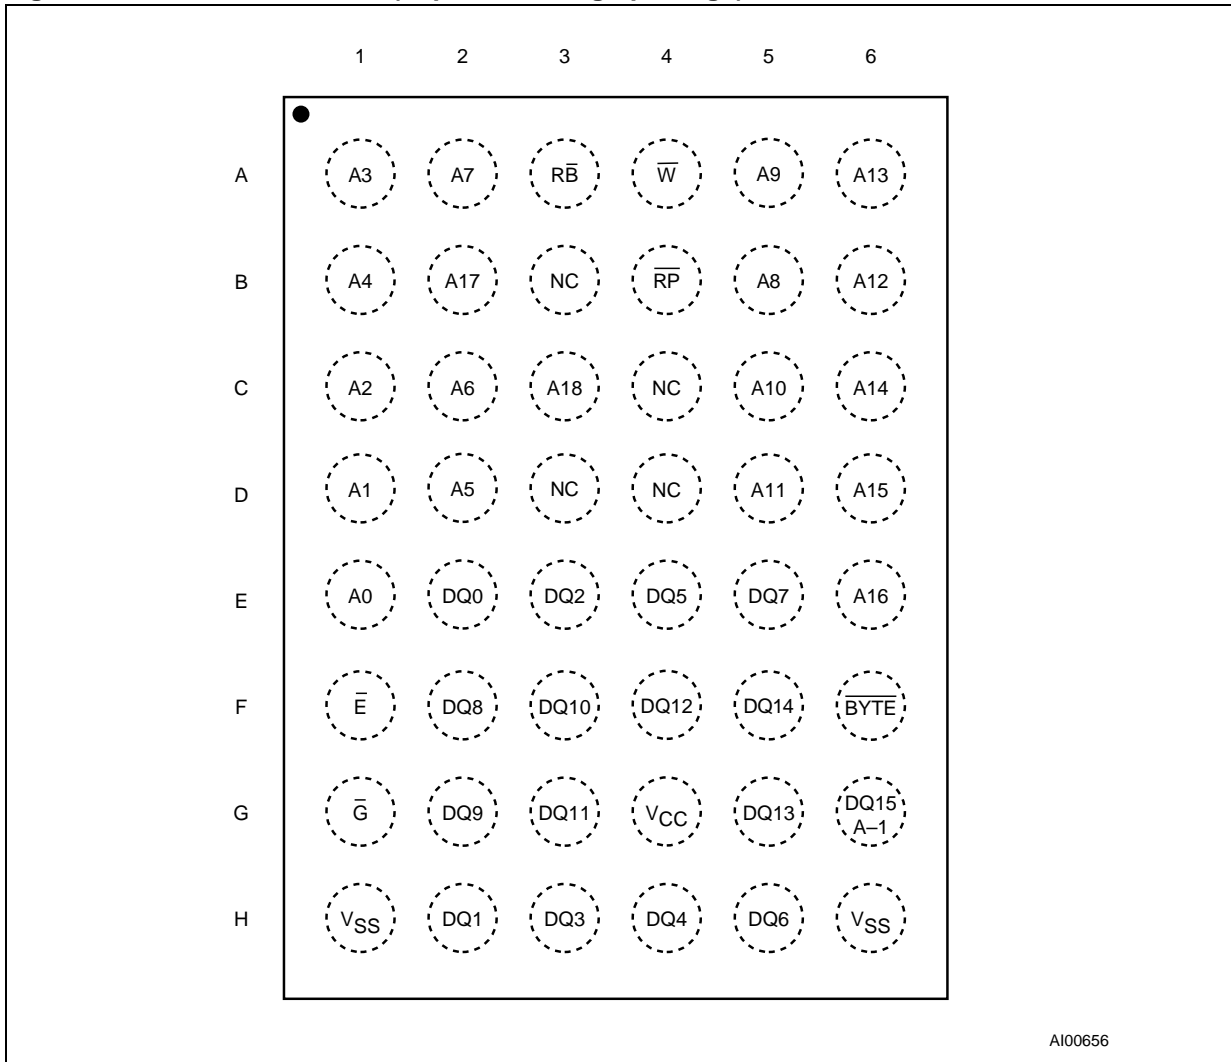 1 2 3 4 5 6
A A3 A7 RB̅ W̅ A9 A13
B A4 A17 NC R̅P̅ A8 A12
C A2 A6 A18 NC A10 A14
D A1 A5 NC NC A11 A15
E A0 DQ0 DQ2 DQ5 DQ7 A16
F E̅ DQ8 DQ10 DQ12 DQ14 B̅Y̅T̅E̅
G G̅ DQ9 DQ11 VCC DQ13 DQ15 A–1
H VSS DQ1 DQ3 DQ4 DQ6 VSS
AI00656